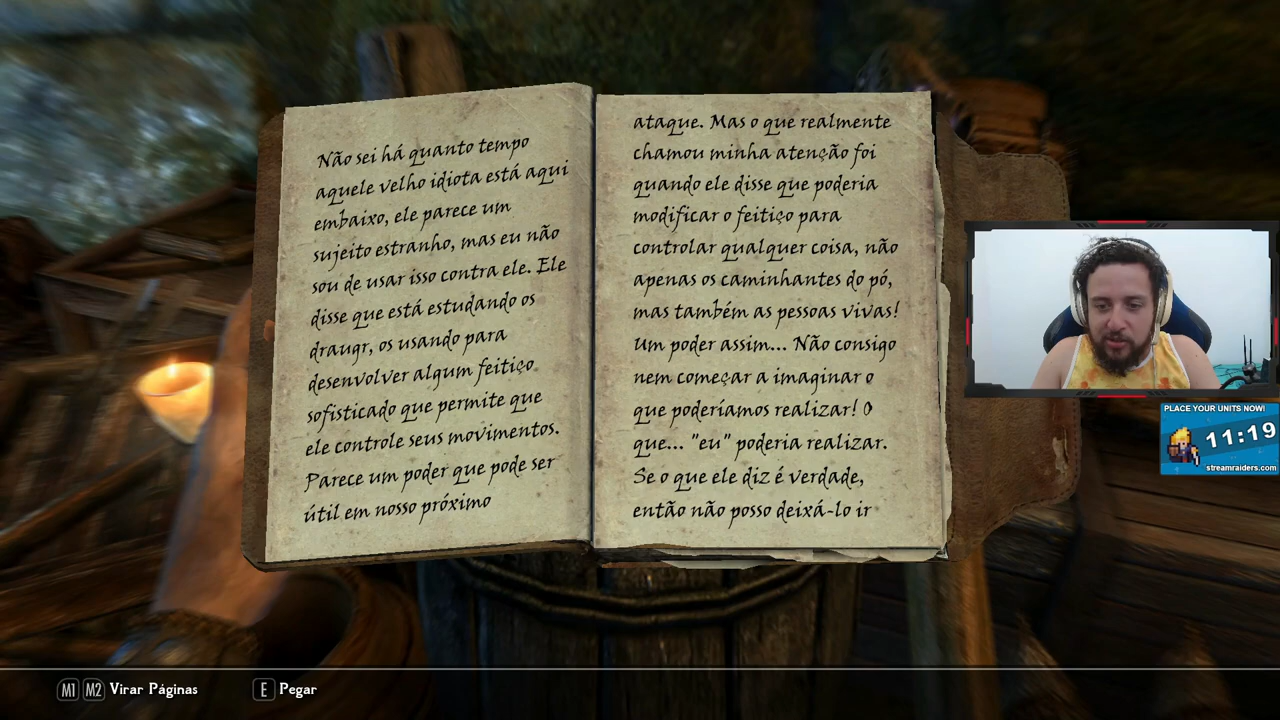 Não sei há quanto tempo
aquele velho idiota está aqui
embaixo, ele parece um
sujeito estranho, mas eu não
sou de usar isso contra ele. Ele
disse que está estudando os
draugr, os usando para
desenvolver algum feitiço
sofisticado que permite que
ele controle seus movimentos.
Parece um poder que pode ser
útil em nosso próximo
ataque. Mas o que realmente
chamou minha atenção foi
quando ele disse que poderia
modificar o feitiço para
controlar qualquer coisa, não
apenas os caminhantes do pó,
mas também as pessoas vivas!
Um poder assim... Não consigo
nem começar a imaginar o
que poderíamos realizar! O
que... "eu" poderia realizar.
Se o que ele diz é verdade,
então não posso deixá-lo ir
PLACE YOUR UNITS NOW!
11:19
streamraiders.com
M1 M2 Virar Páginas
E Pegar